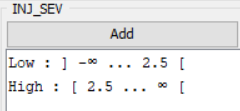 INJ_SEV
Add
Low : ] -∞ ... 2.5 [
High : [ 2.5 ... ∞ [